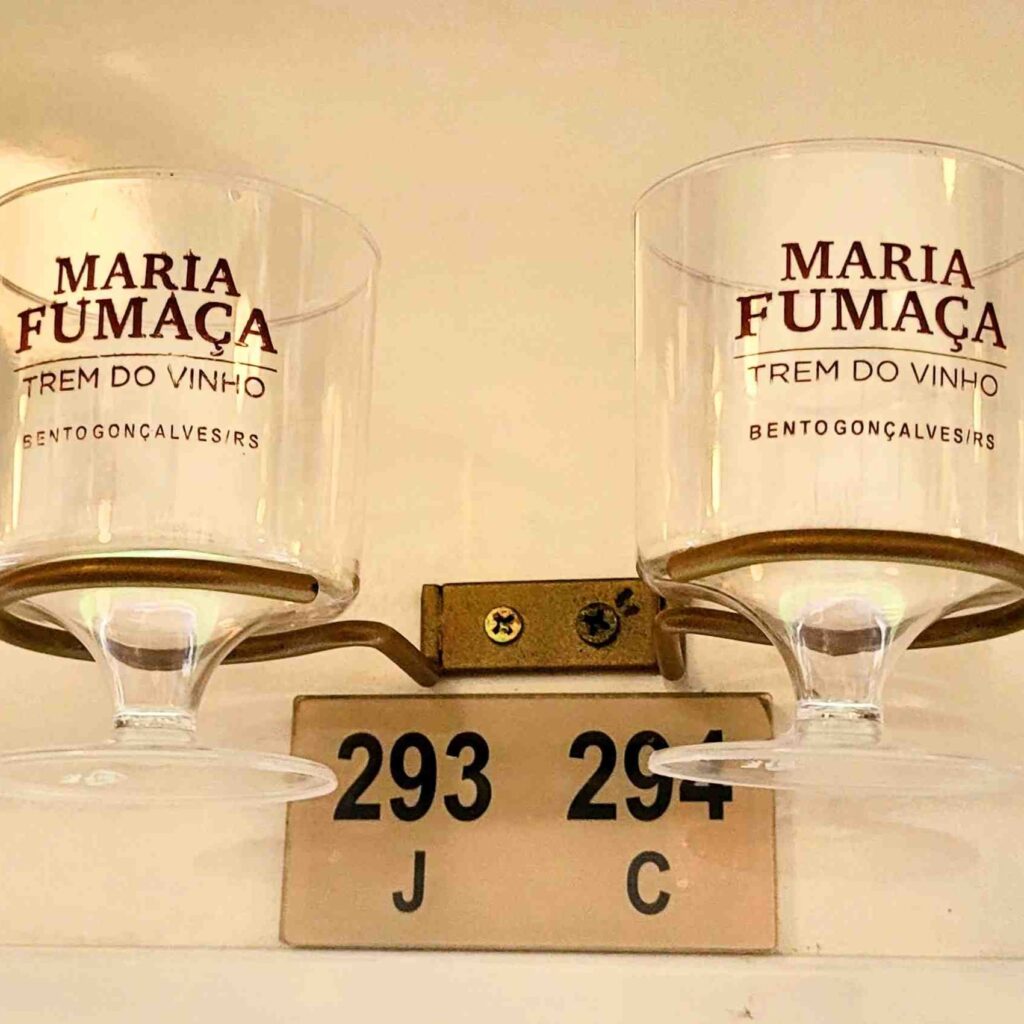 MARIA
FUMAÇA
TREM DO VINHO
BENTO GONÇALVES/RS
MARIA
FUMAÇA
TREM DO VINHO
BENTO GONÇALVES/RS
293 294
J C